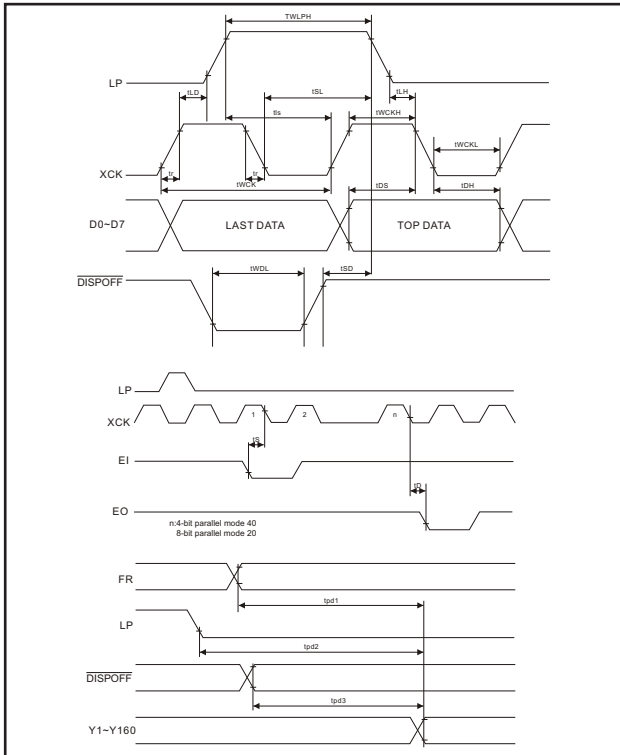 TWLPH
LP
tLD
tSL
tLH
tls
tWCKH
tWCKL
XCK
tr
tr
tWCK
tDS
tDH
D0~D7
LAST DATA
TOP DATA
tWDL
tSD
DISPOFF
LP
XCK
1
2
n
tS
EI
tD
EO
n:4-bit parallel mode 40
8-bit parallel mode 20
FR
tpd1
LP
tpd2
DISPOFF
tpd3
Y1~Y160